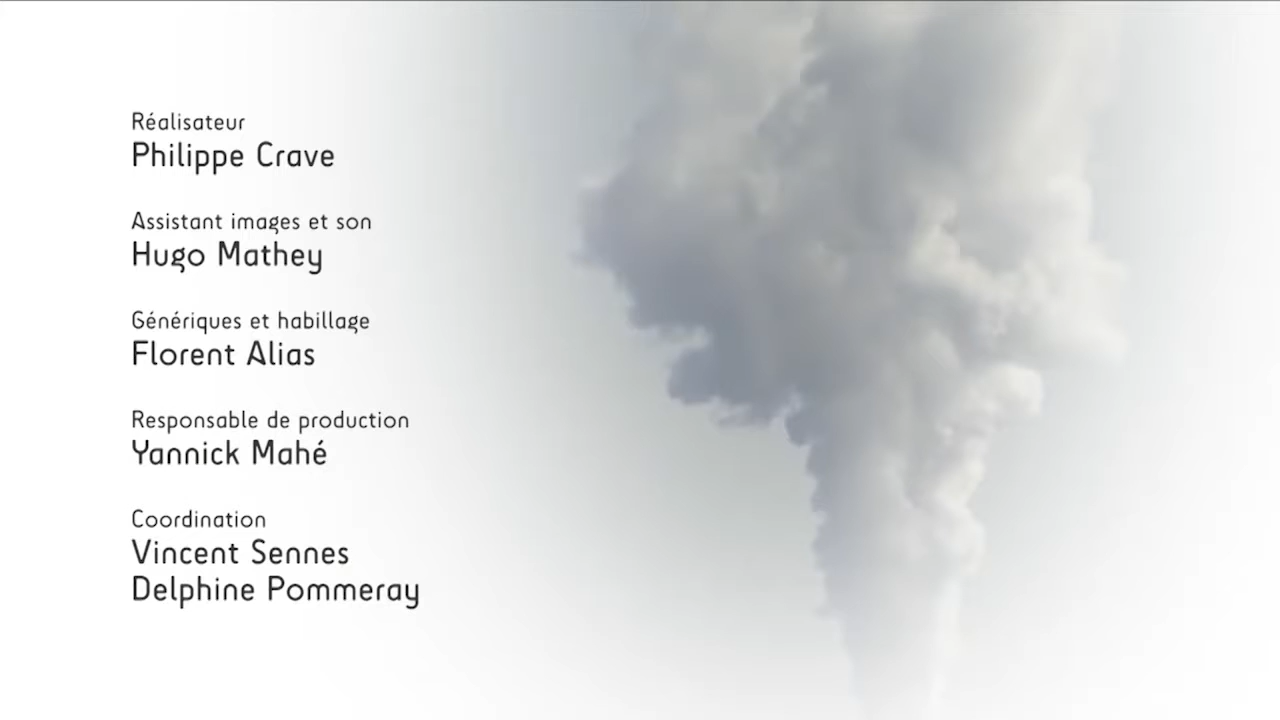 Réalisateur
Philippe Crave
Assistant images et son
Hugo Mathey
Génériques et habillage
Florent Alias
Responsable de production
Yannick Mahé
Coordination
Vincent Sennes
Delphine Pommeray